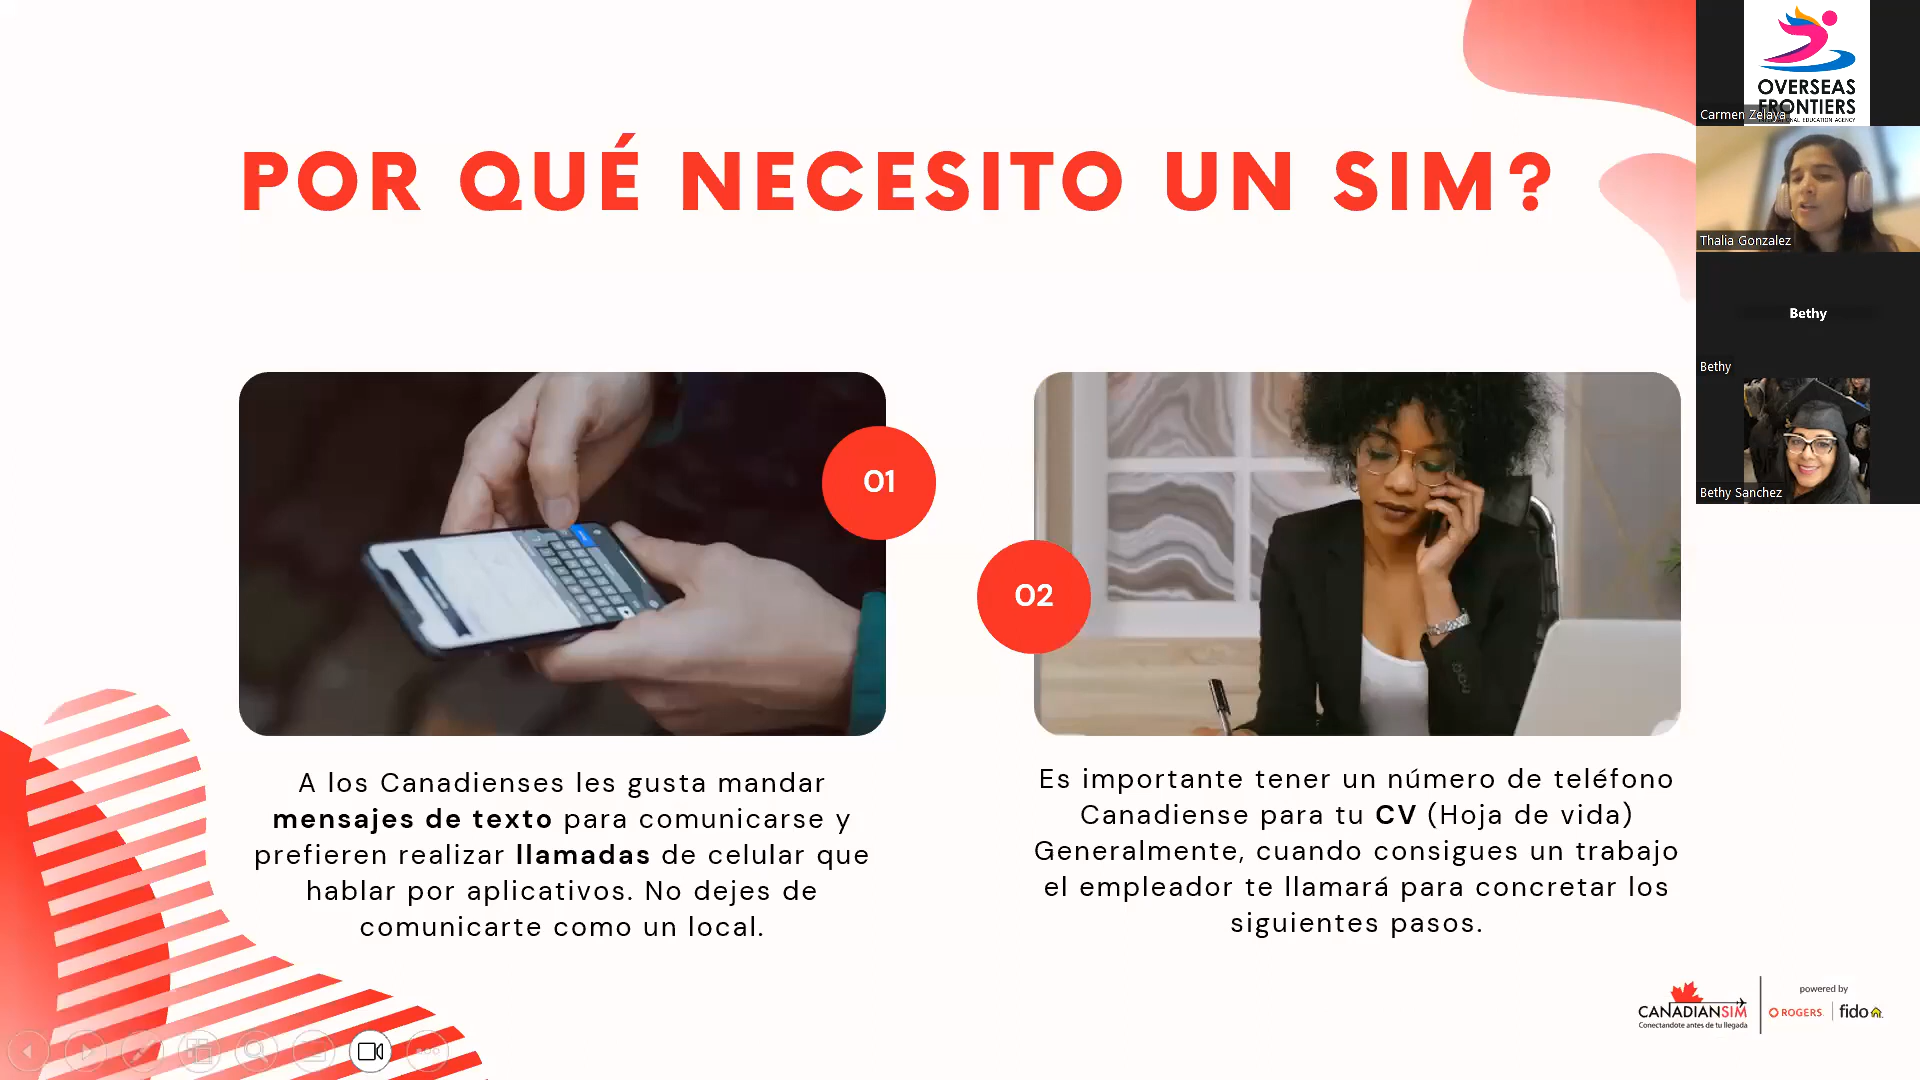 POR QUÉ NECESITO UN SIM?
01
02
A los Canadienses les gusta mandar
mensajes de texto para comunicarse y
prefieren realizar llamadas de celular que
hablar por aplicativos. No dejes de
comunicarte como un local.
Es importante tener un número de teléfono
Canadiense para tu CV (Hoja de vida)
Generalmente, cuando consigues un trabajo
el empleador te llamará para concretar los
siguientes pasos.
CANADIANSIM
Conectandote antes de tu llegada
powered by
ROGERS
fido
OVERSEAS
FRONTIERS
EDUCATION AGENCY
Carmen Zelaya
Thalia Gonzalez
Bethy
Bethy
Bethy Sanchez